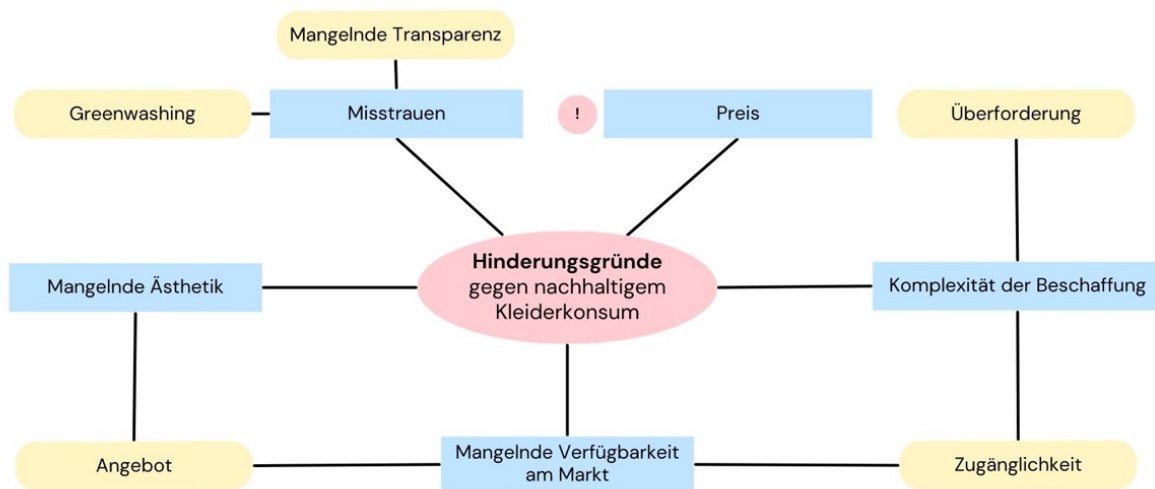 Mangelnde Transparenz
Greenwashing
Misstrauen
!
Preis
Überforderung
Hinderungsgründe
gegen nachhaltigem
Kleiderkonsum
Mangelnde Ästhetik
Komplexität der Beschaffung
Angebot
Mangelnde Verfügbarkeit
am Markt
Zugänglichkeit